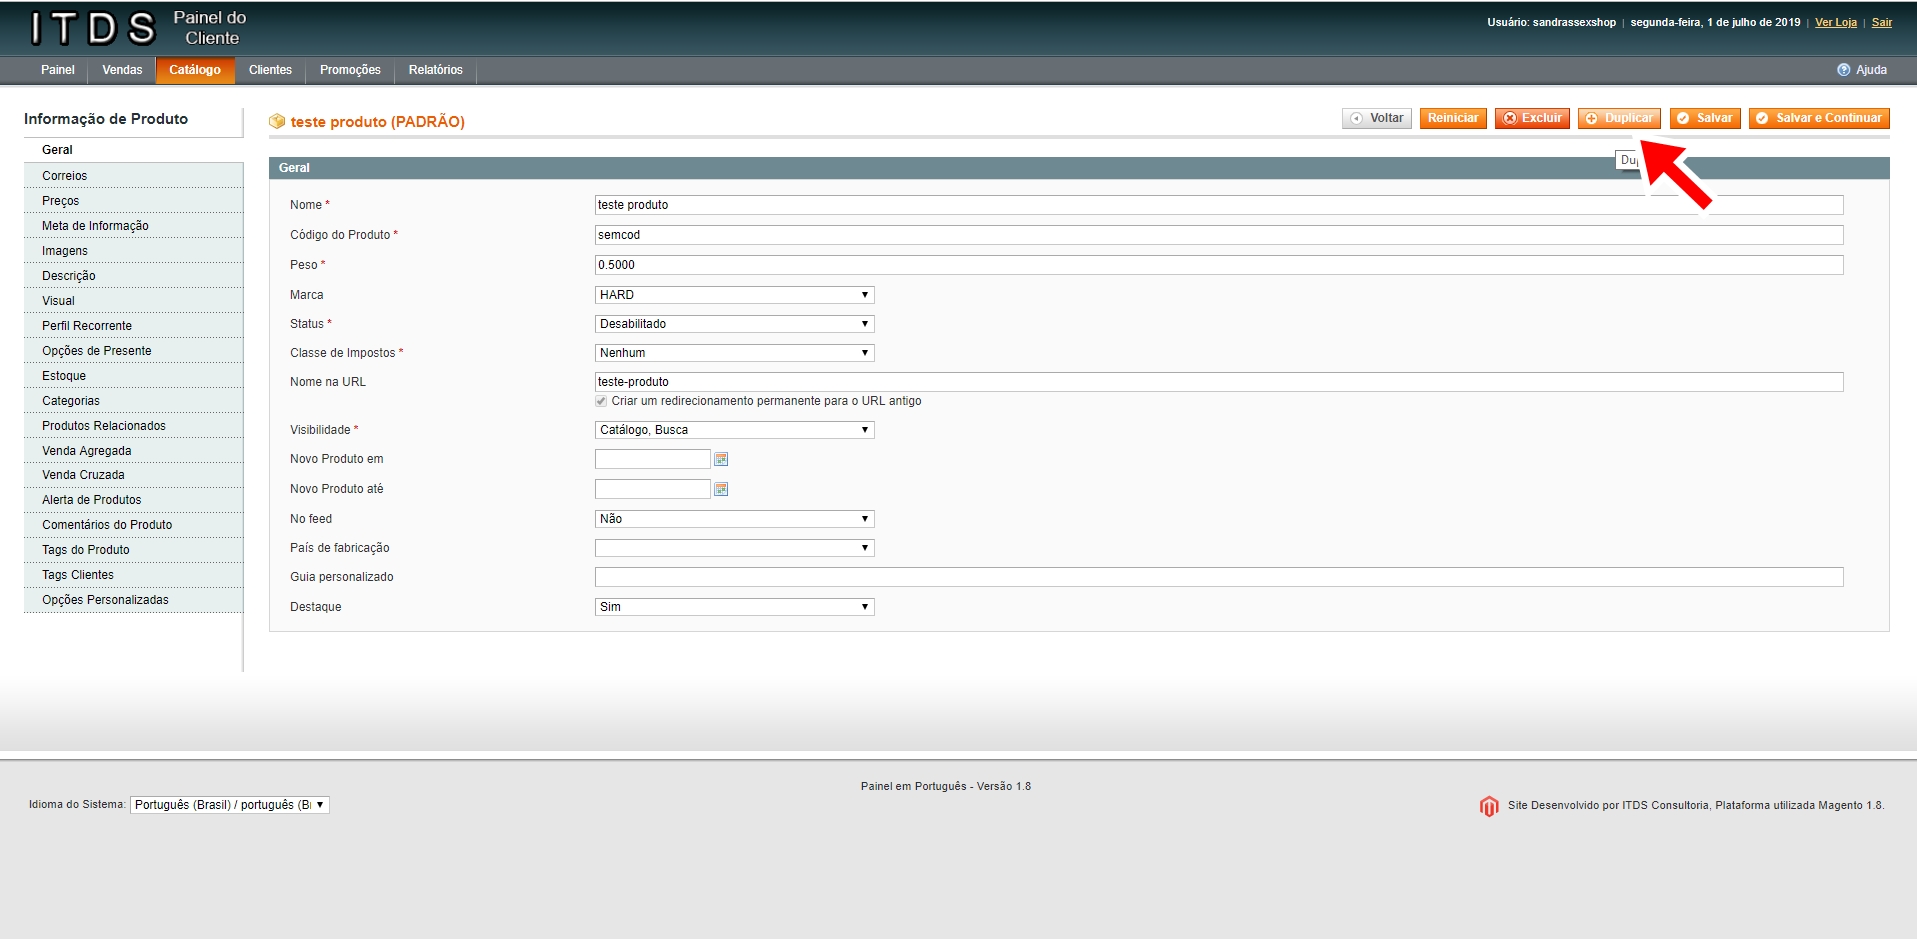 ITDS Painel do
Cliente
Usuário: sandrassexshop | segunda-feira, 1 de julho de 2019 | Ver Loja | Sair
Painel Vendas Catálogo Clientes Promoções Relatórios Ajuda
Informação de Produto
Geral
Correios
Preços
Meta de Informação
Imagens
Descrição
Visual
Perfil Recorrente
Opções de Presente
Estoque
Categorias
Produtos Relacionados
Venda Agregada
Venda Cruzada
Alerta de Produtos
Comentários do Produto
Tags do Produto
Tags Clientes
Opções Personalizadas
teste produto (PADRÃO)
Voltar Reiniciar Excluir Duplicar Salvar Salvar e Continuar
Geral
Nome * teste produto
Código do Produto * semcod
Peso * 0.5000
Marca HARD
Status * Desabilitado
Classe de Impostos * Nenhum
Nome na URL teste-produto
Criar um redirecionamento permanente para o URL antigo
Visibilidade * Catálogo, Busca
Novo Produto em
Novo Produto até
No feed Não
País de fabricação
Guia personalizado
Destaque Sim
Painel em Português - Versão 1.8
Idioma do Sistema: Português (Brasil) / português (B
Site Desenvolvido por ITDS Consultoria, Plataforma utilizada Magento 1.8.